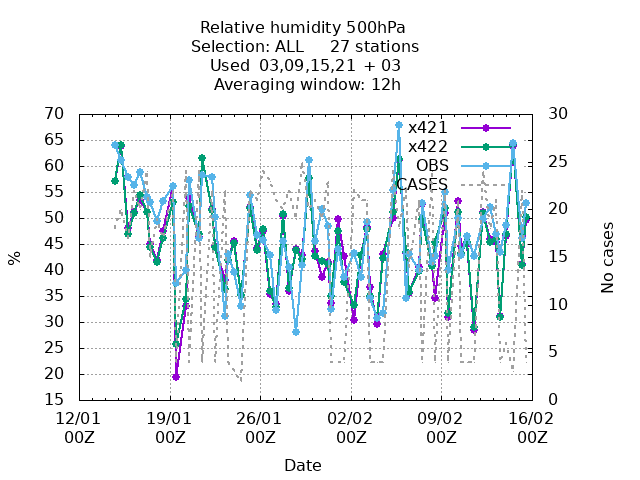 Relative humidity 500hPa
Selection: ALL 27 stations
Used 03,09,15,21 + 03
Averaging window: 12h
x421
x422
OBS
CASES
%
70
65
60
55
50
45
40
35
30
25
20
15
30
25
20
15
10
5
0
No cases
12/01 19/01 26/01 02/02 09/02 16/02
00Z 00Z 00Z 00Z 00Z 00Z
Date